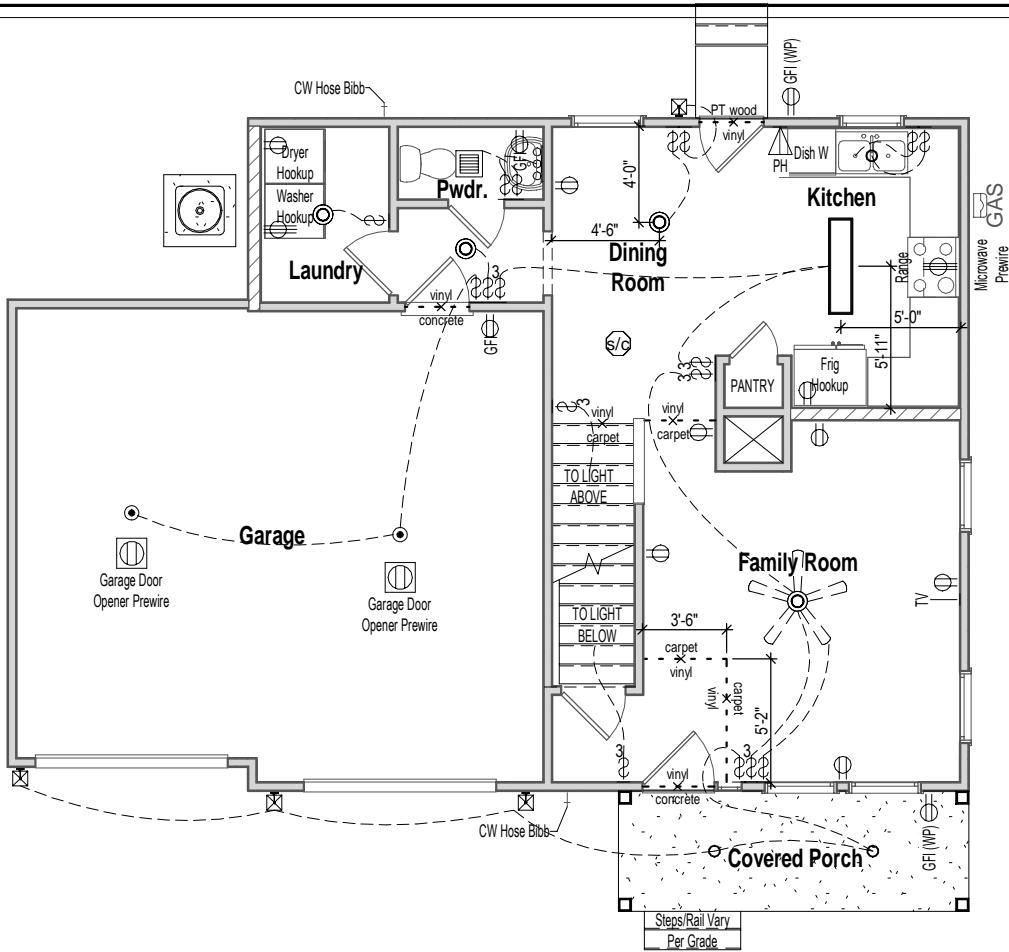 GFI (WP)
CW Hose Bibb
PT wood
vinyl
Dryer
Hookup
Washer
Hookup
GFI
Pwdr.
4'-0"
PH
Dish W
Kitchen
GAS
Microwave
Prewire
Range
4'-6"
Dining
Room
Laundry
3
vinyl
concrete
GFI
s/c
5'-0"
5'-11"
Frig
Hookup
PANTRY
3
3
3
vinyl
carpet
vinyl
carpet
TO LIGHT
ABOVE
Garage
Garage Door
Opener Prewire
Garage Door
Opener Prewire
Family Room
TV
TO LIGHT
BELOW
3'-6"
carpet
vinyl
carpet
vinyl
5'-2"
3
3
vinyl
concrete
CW Hose Bibb
Covered Porch
GFI (WP)
Steps/Rail Vary
Per Grade